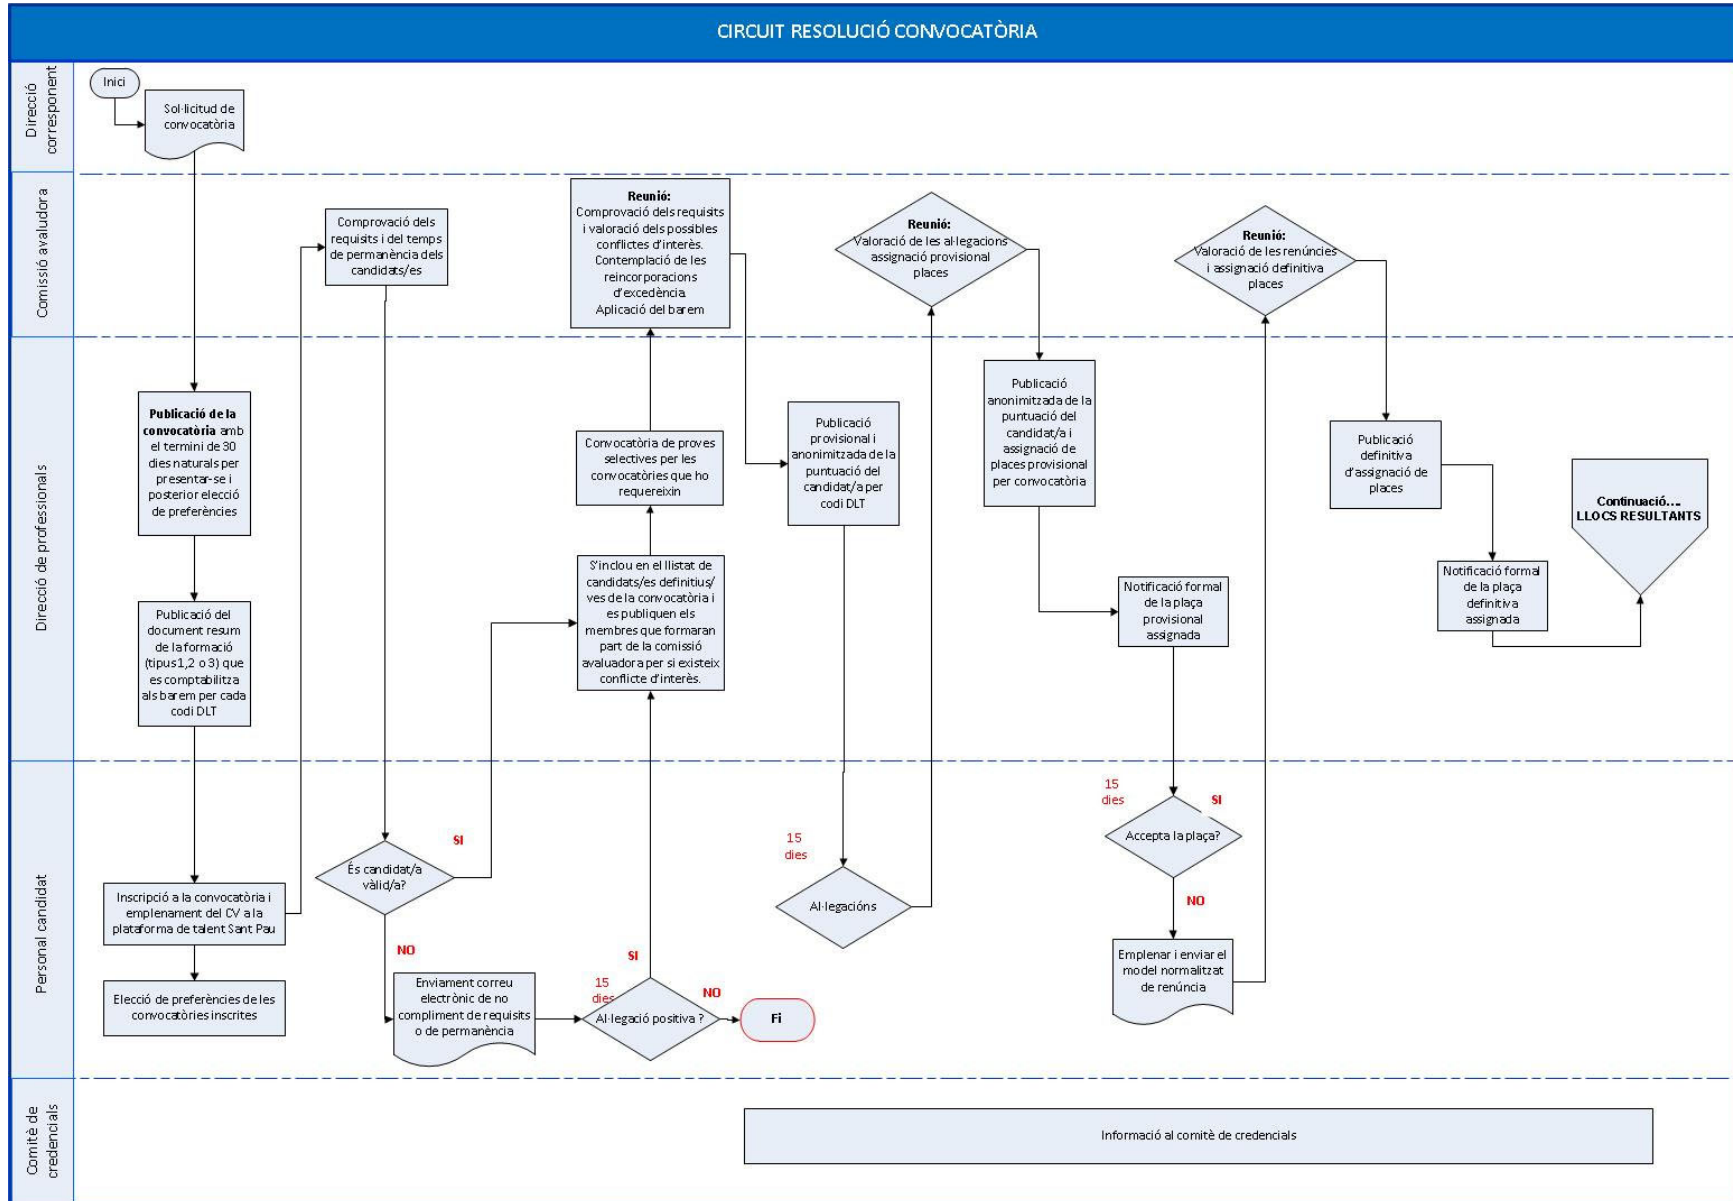 CIRCUIT RESOLUCIÓ CONVOCATÒRIA
Direcció
corresponent
Inici
Sol·licitud de
convocatòria
Comissió avaludora
Comprovació dels
requisits i del temps
de permanència dels
candidats/es
Reunió:
Comprovació dels requisits
i valoració dels possibles
conflictes d'interès.
Contemplació de les
reincorporacions
d'excedència.
Aplicació del barem
Reunió:
Valoració de les al·legacions
assignació provisional
places
Reunió:
Valoració de les renúncies
i assignació definitiva
places
Direcció de professionals
Publicació de la
convocatòria amb
el termini de 30
dies naturals per
presentar-se i
posterior elecció
de preferències
Publicació del
document resum
de la formació
(tipus 1,2 o 3) que
es comptabilitza
als barem per cada
codi DLT
Convocatòria de proves
selectives per les
convocatòries que ho
requereixin
S'inclou en el llistat de
candidats/es definitius/
ves de la convocatòria i
es publiquen els
membres que formaran
part de la comissió
avaluadora per si existeix
conflicte d'interès.
Publicació
provisional i
anonimitzada de la
puntuació del
candidat/a per
codi DLT
Publicació
anonimitzada de la
puntuació del
candidat/a i
assignació de
places provisional
per convocatòria
Notificació formal
de la plaça
provisional
assignada
Publicació
definitiva
d'assignació de
places
Notificació formal
de la plaça
definitiva
assignada
Continuació....
LLOCS RESULTANTS
Personal candidat
Inscripció a la convocatòria i
emplenament del CV a la
plataforma de talent Sant Pau
Elecció de preferències de les
convocatòries inscrites
És candidat/a
vàlid/a?
SI
NO
Enviament correu
electrònic de no
compliment de requisits
o de permanència
15
dies
SI
Al·legació positiva ?
NO
Fi
15
dies
Al·legacións
15
dies
SI
Accepta la plaça?
NO
Emplenar i enviar el
model normalitzat
de renúncia
Comitè de
credencials
Informació al comitè de credencials